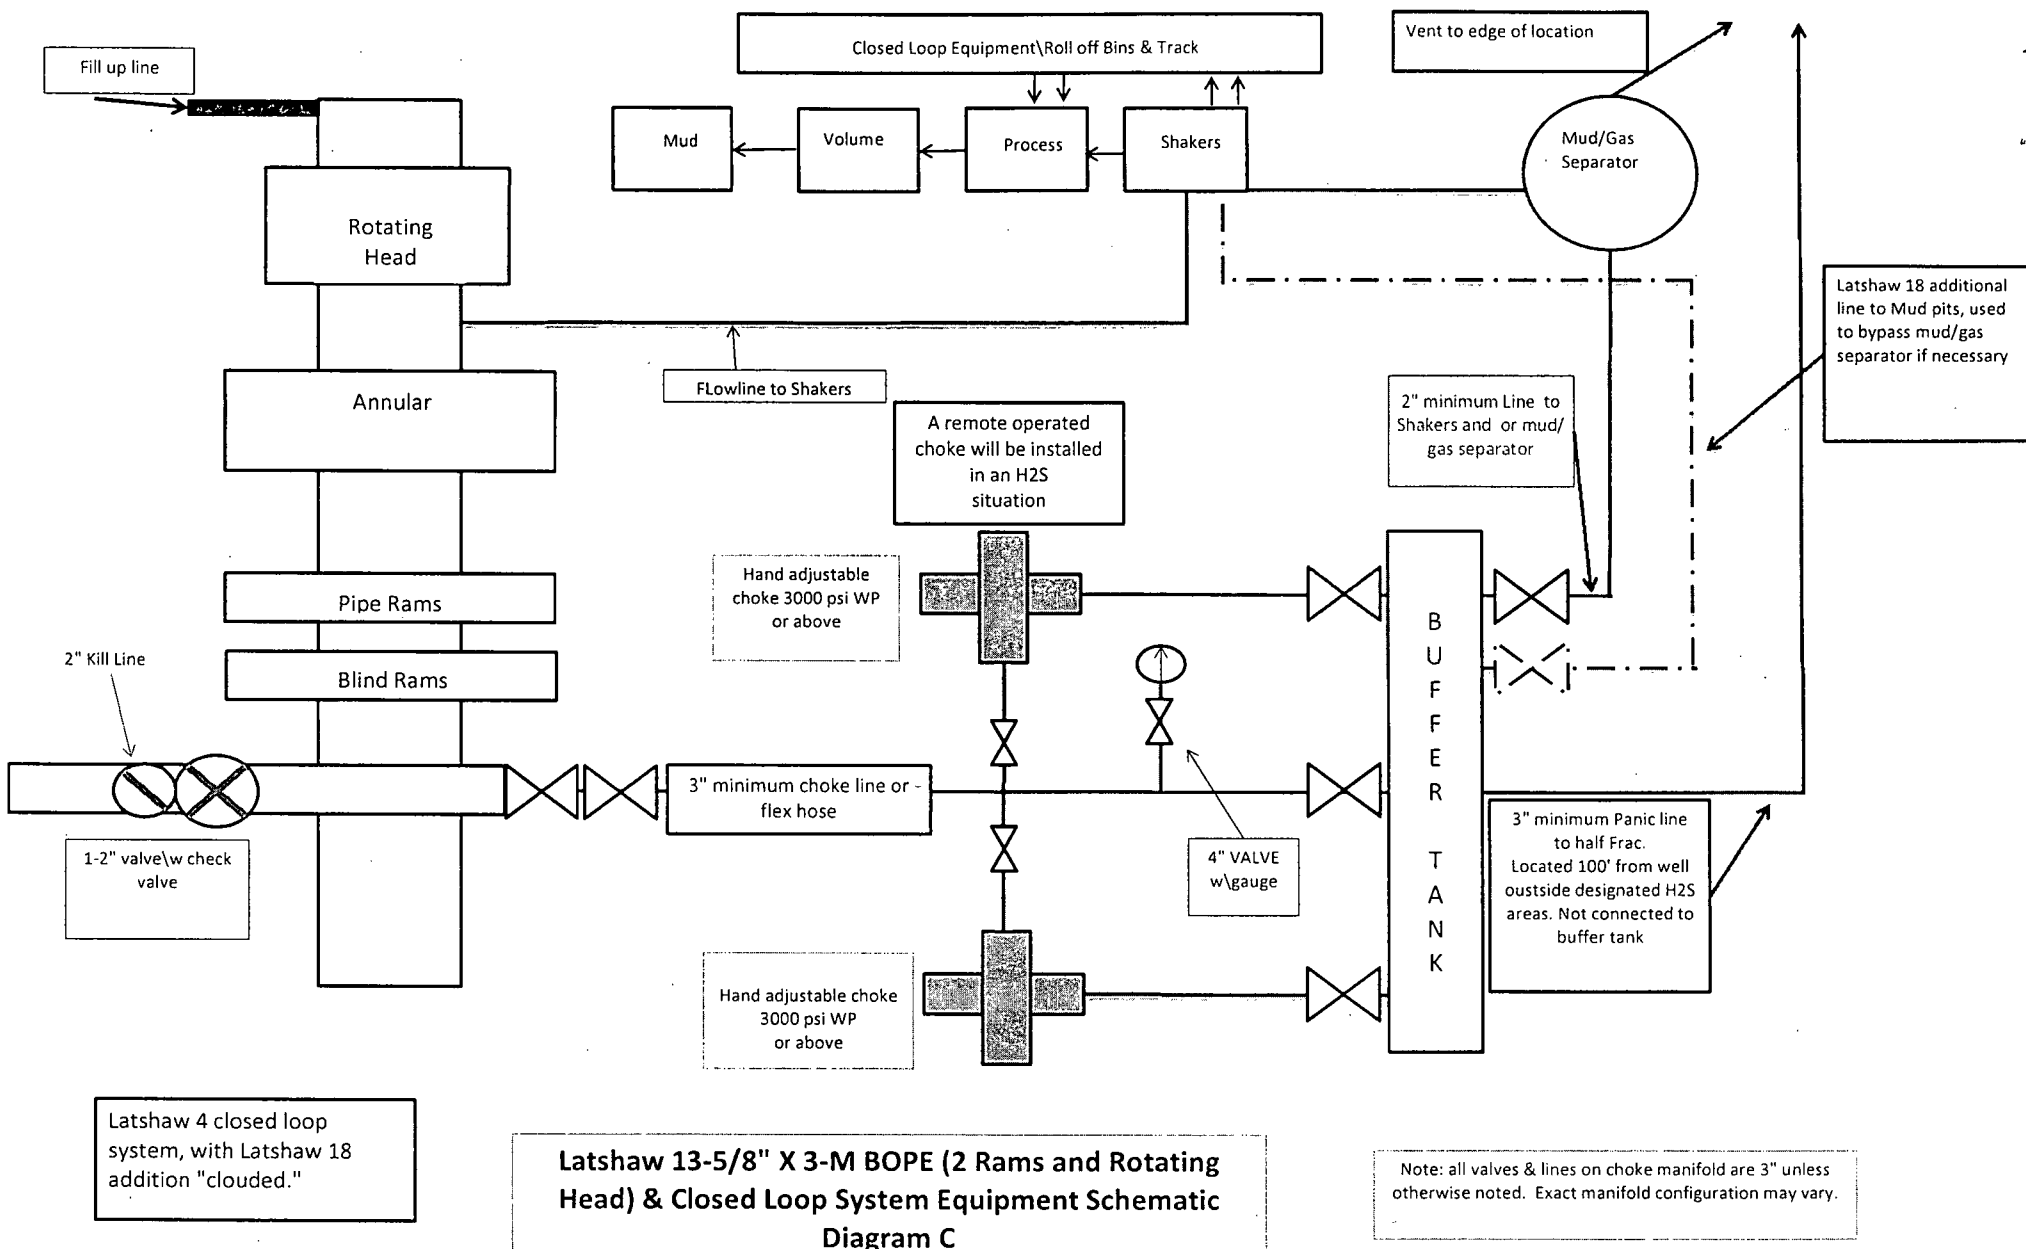 Closed Loop Equipment\Roll off Bins & Track
Vent to edge of location
Fill up line
Mud
Volume
Process
Shakers
Mud/Gas
Separator
Rotating
Head
Latshaw 18 additional
line to Mud pits, used
to bypass mud/gas
separator if necessary
FLowline to Shakers
Annular
2" minimum Line to
Shakers and or mud/
gas separator
A remote operated
choke will be installed
in an H2S
situation
Hand adjustable
choke 3000 psi WP
or above
Pipe Rams
2" Kill Line
Blind Rams
B
U
F
F
E
R
T
A
N
K
3" minimum choke line or -
flex hose
1-2" valve\w check
valve
4" VALVE
w\gauge
3" minimum Panic line
to half Frac.
Located 100' from well
oustside designated H2S
areas. Not connected to
buffer tank
Hand adjustable choke
3000 psi WP
or above
Latshaw 4 closed loop
system, with Latshaw 18
addition "clouded."
Latshaw 13-5/8" X 3-M BOPE (2 Rams and Rotating
Head) & Closed Loop System Equipment Schematic
Diagram C
Note: all valves & lines on choke manifold are 3" unless
otherwise noted. Exact manifold configuration may vary.